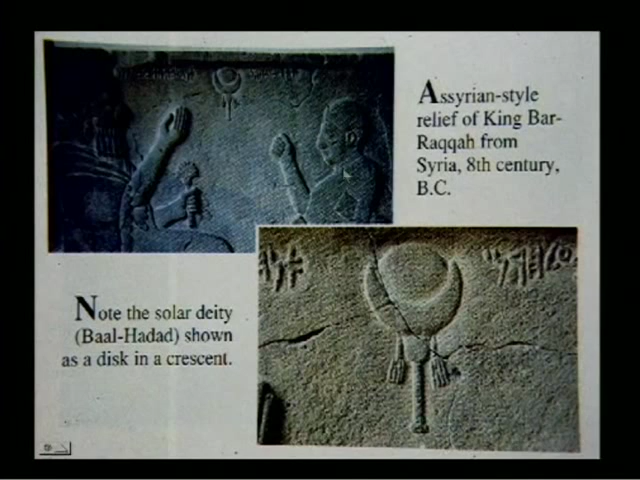 Assyrian-style
relief of King Bar-
Raqqah from
Syria, 8th century,
B.C.
Note the solar deity
(Baal-Hadad) shown
as a disk in a crescent.